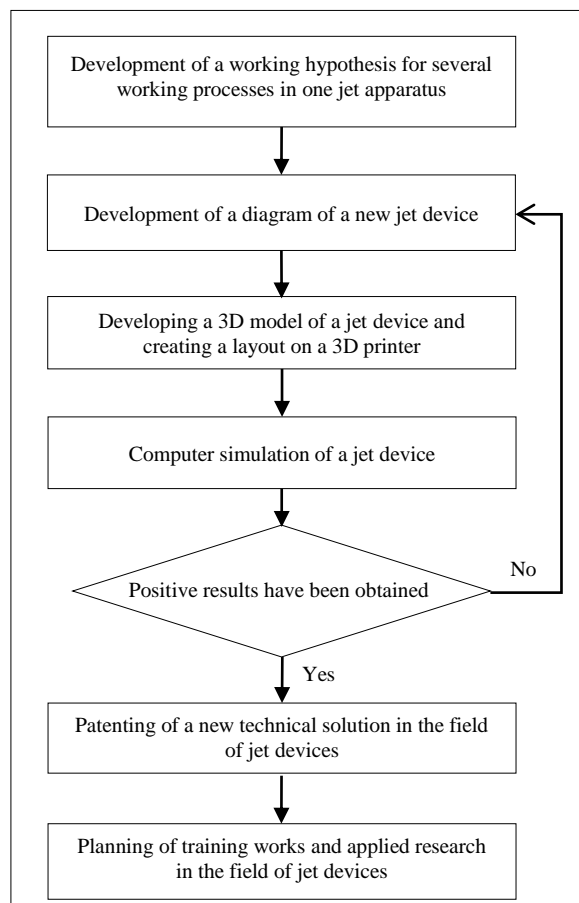 Development of a working hypothesis for several
working processes in one jet apparatus
Development of a diagram of a new jet device
Developing a 3D model of a jet device and
creating a layout on a 3D printer
Computer simulation of a jet device
Positive results have been obtained
No
Yes
Patenting of a new technical solution in the field
of jet devices
Planning of training works and applied research
in the field of jet devices